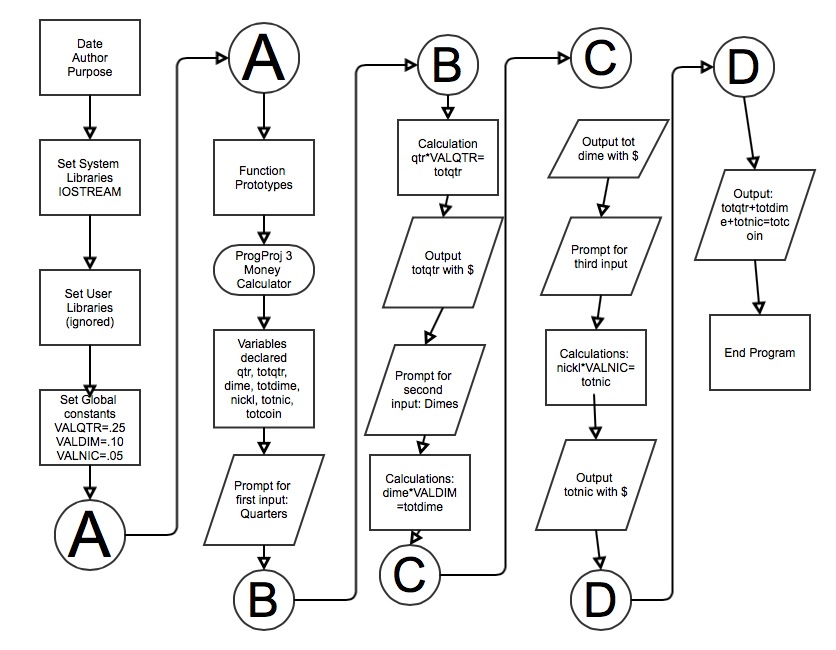 Date
Author
Purpose
Set System
Libraries
IOSTREAM
Set User
Libraries
(ignored)
Set Global
constants
VALQTR=.25
VALDIM=.10
VALNIC=.05
A
A
Function
Prototypes
ProgProj 3
Money
Calculator
Variables
declared
qtr, totqtr,
dime, totdime,
nickl, totnic,
totcoin
Prompt for
first input:
Quarters
B
B
Calculation
qtr*VALQTR=
totqtr
Output
totqtr with $
Prompt for
second
input: Dimes
Calculations:
dime*VALDIM
=totdime
C
C
Output tot
dime with $
Prompt for
third input
Calculations:
nickl*VALNIC=
totnic
Output
totnic with $
D
D
Output:
totqtr+totdim
e+totnic=totc
oin
End Program